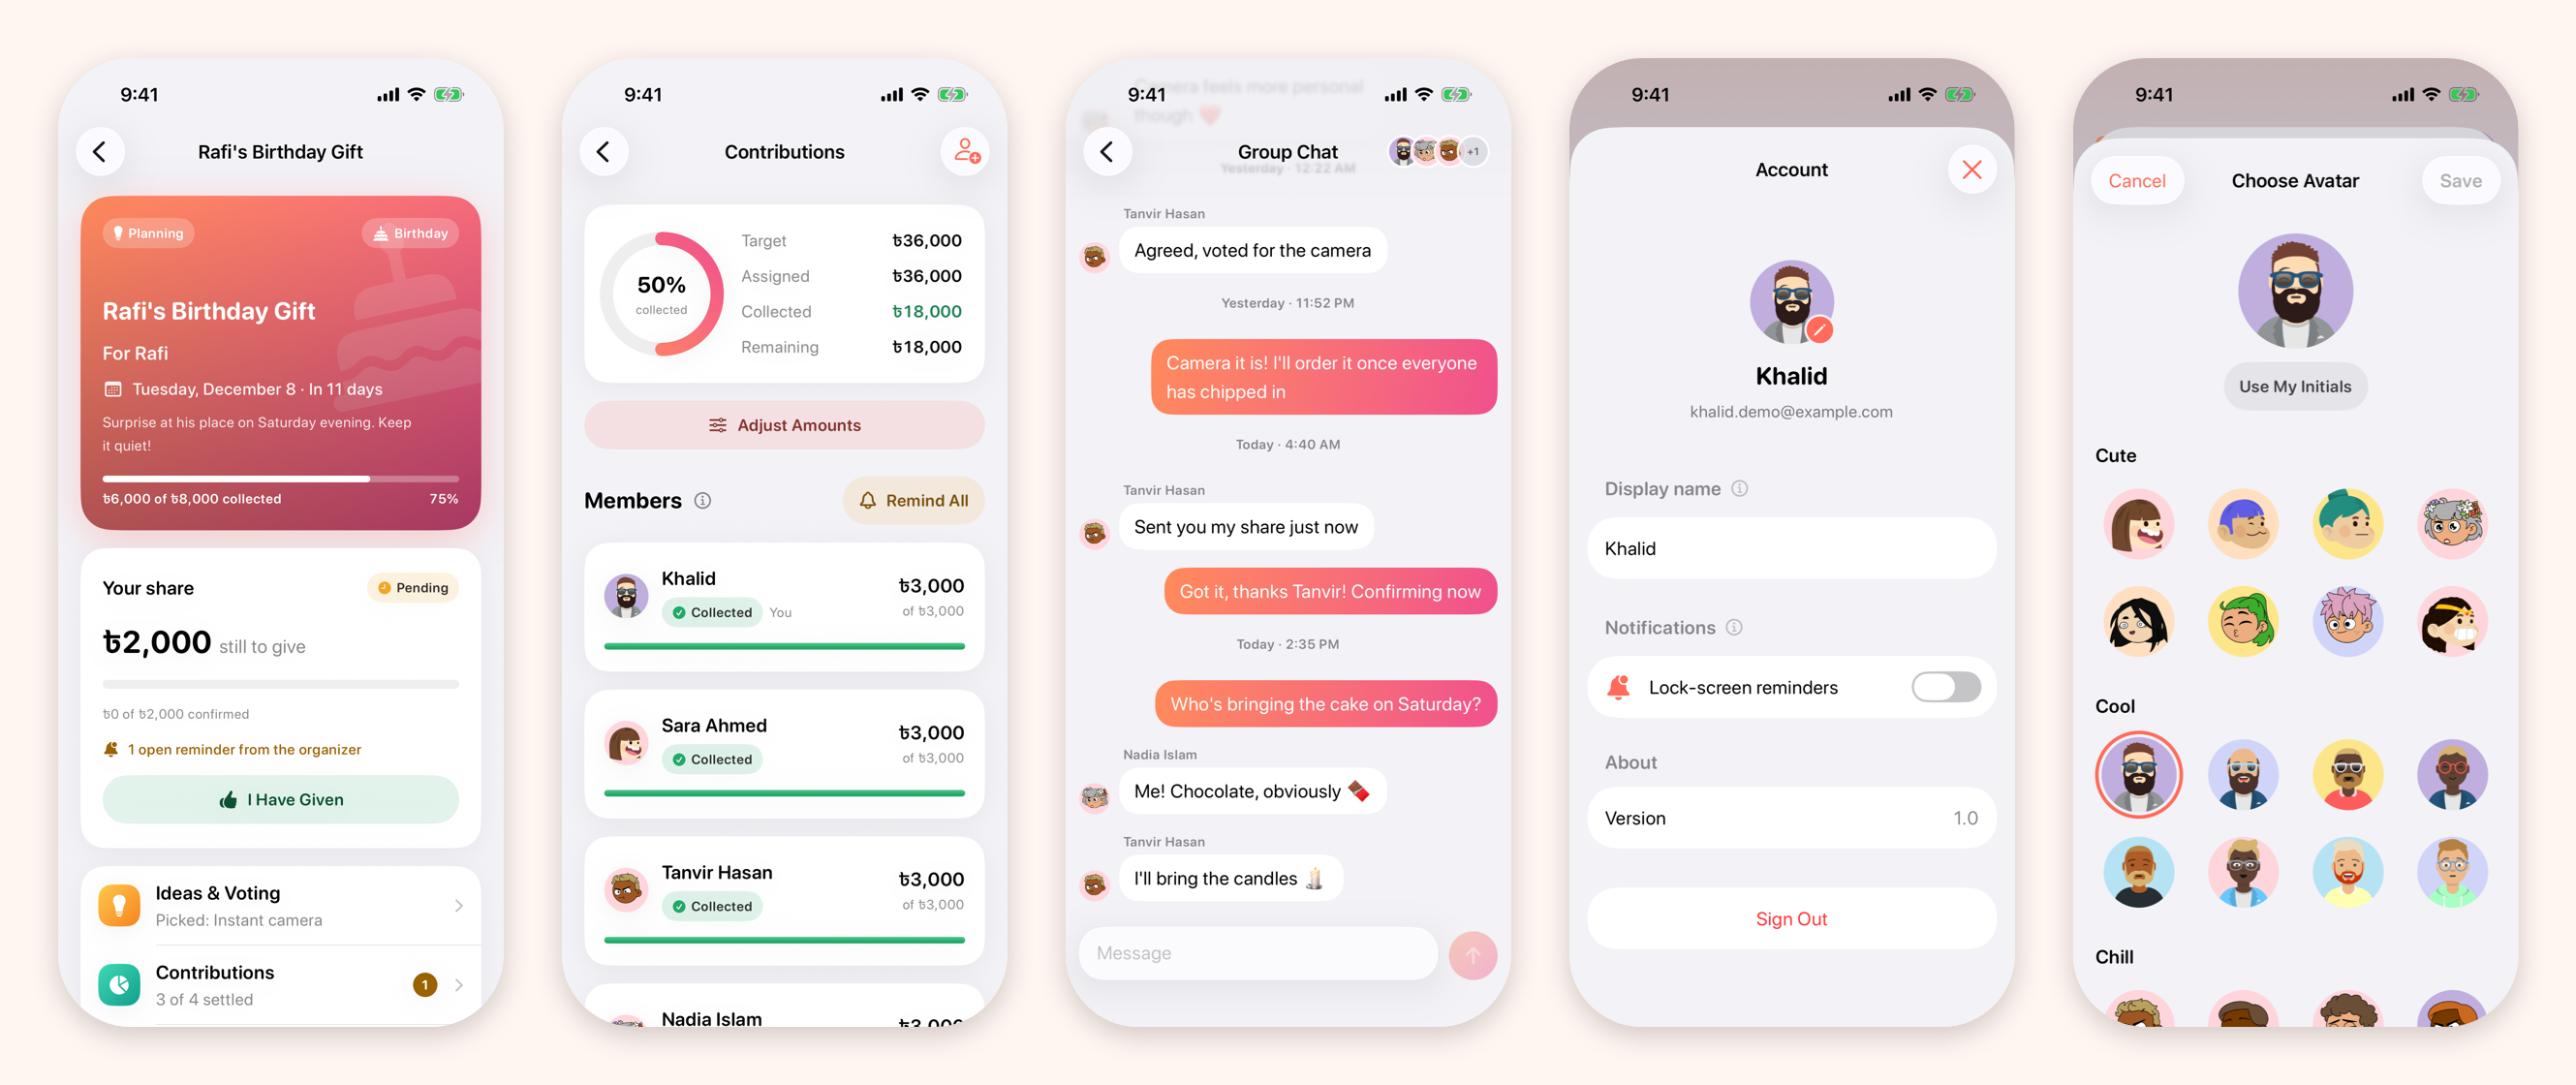 9:41
Rafi's Birthday Gift
Planning
Birthday
Rafi's Birthday Gift
For Rafi
Tuesday, December 8 · In 11 days
Surprise at his place on Saturday evening. Keep
it quiet!
৳6,000 of ৳8,000 collected
75%
Your share
Pending
৳2,000 still to give
৳0 of ৳2,000 confirmed
1 open reminder from the organizer
I Have Given
Ideas & Voting
Picked: Instant camera
Contributions
3 of 4 settled
1
9:41
Contributions
50%
collected
Target ৳36,000
Assigned ৳36,000
Collected ৳18,000
Remaining ৳18,000
Adjust Amounts
Members
Remind All
Khalid
Collected You
৳3,000
of ৳3,000
Sara Ahmed
Collected
৳3,000
of ৳3,000
Tanvir Hasan
Collected
৳3,000
of ৳3,000
Nadia Islam
৳3,000
Camera feels more personal
though ❤️
9:41
Group Chat
+1
Yesterday · 12:22 AM
Tanvir Hasan
Agreed, voted for the camera
Yesterday · 11:52 PM
Camera it is! I'll order it once everyone
has chipped in
Today · 4:40 AM
Tanvir Hasan
Sent you my share just now
Got it, thanks Tanvir! Confirming now
Today · 2:35 PM
Who's bringing the cake on Saturday?
Nadia Islam
Me! Chocolate, obviously 🍫
Tanvir Hasan
I'll bring the candles 🕯️
Message
9:41
Account
Khalid
khalid.demo@example.com
Display name
Khalid
Notifications
Lock-screen reminders
About
Version 1.0
Sign Out
9:41
Cancel
Choose Avatar
Save
Use My Initials
Cute
Cool
Chill